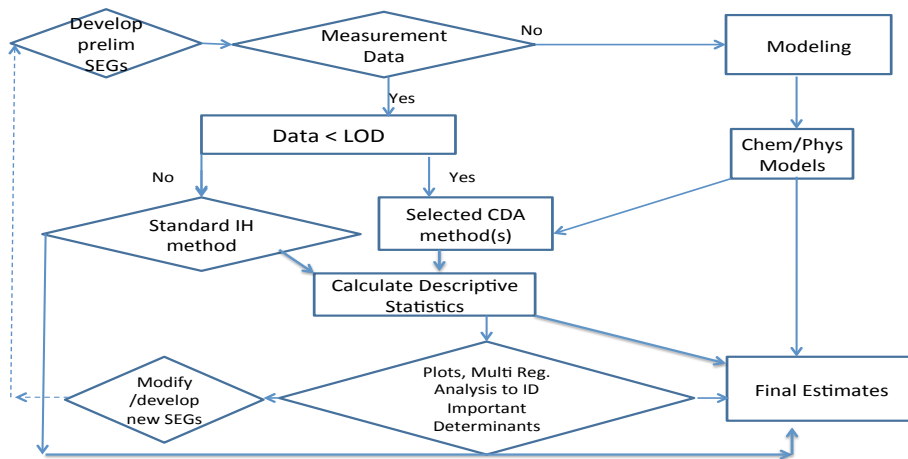 Develop
prelim
SEGs
Measurement
Data
No
Modeling
Yes
Data < LOD
Chem/Phys
Models
No
Yes
Standard IH
method
Selected CDA
method(s)
Calculate Descriptive
Statistics
Modify
/develop
new SEGs
Plots, Multi Reg.
Analysis to ID
Important
Determinants
Final Estimates